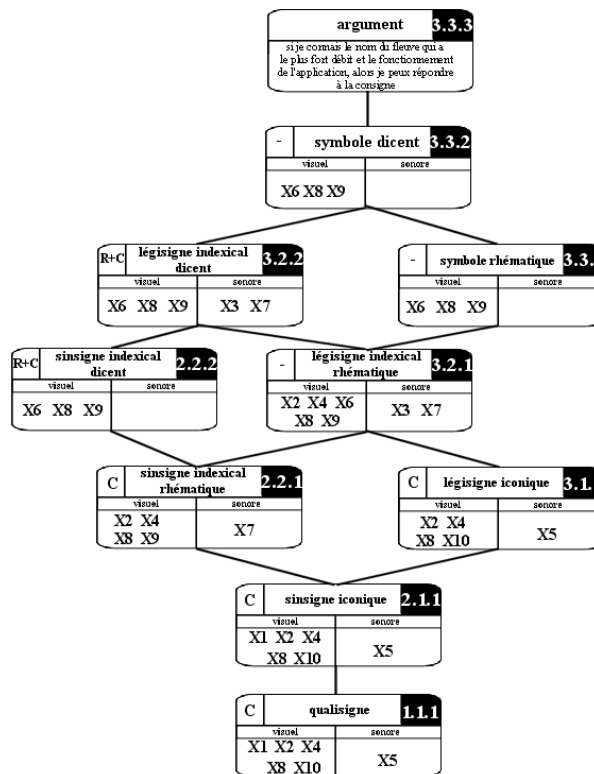 argument 3.3.3
si je connais le nom du fleuve qui a
le plus fort débit et le fonctionnement
de l'application, alors je peux répondre
à la consigne
- symbole dicent 3.3.2
visuel sonore
X6 X8 X9
R+C légisigne indexical
dicent 3.2.2
visuel sonore
X6 X8 X9 X3 X7
- symbole rhématique 3.3.
visuel sonore
X6 X8 X9
R+C sinsigne indexical
dicent 2.2.2
visuel sonore
X6 X8 X9
- légisigne indexical
rhématique 3.2.1
visuel sonore
X2 X4 X6
X8 X9
X3 X7
C sinsigne indexical
rhématique 2.2.1
visuel sonore
X2 X4
X8 X9
X7
C légisigne iconique 3.1.
visuel sonore
X2 X4
X8 X10
X5
C sinsigne iconique 2.1.1
visuel sonore
X1 X2 X4
X8 X10
X5
C qualisigne 1.1.1
visuel sonore
X1 X2 X4
X8 X10
X5